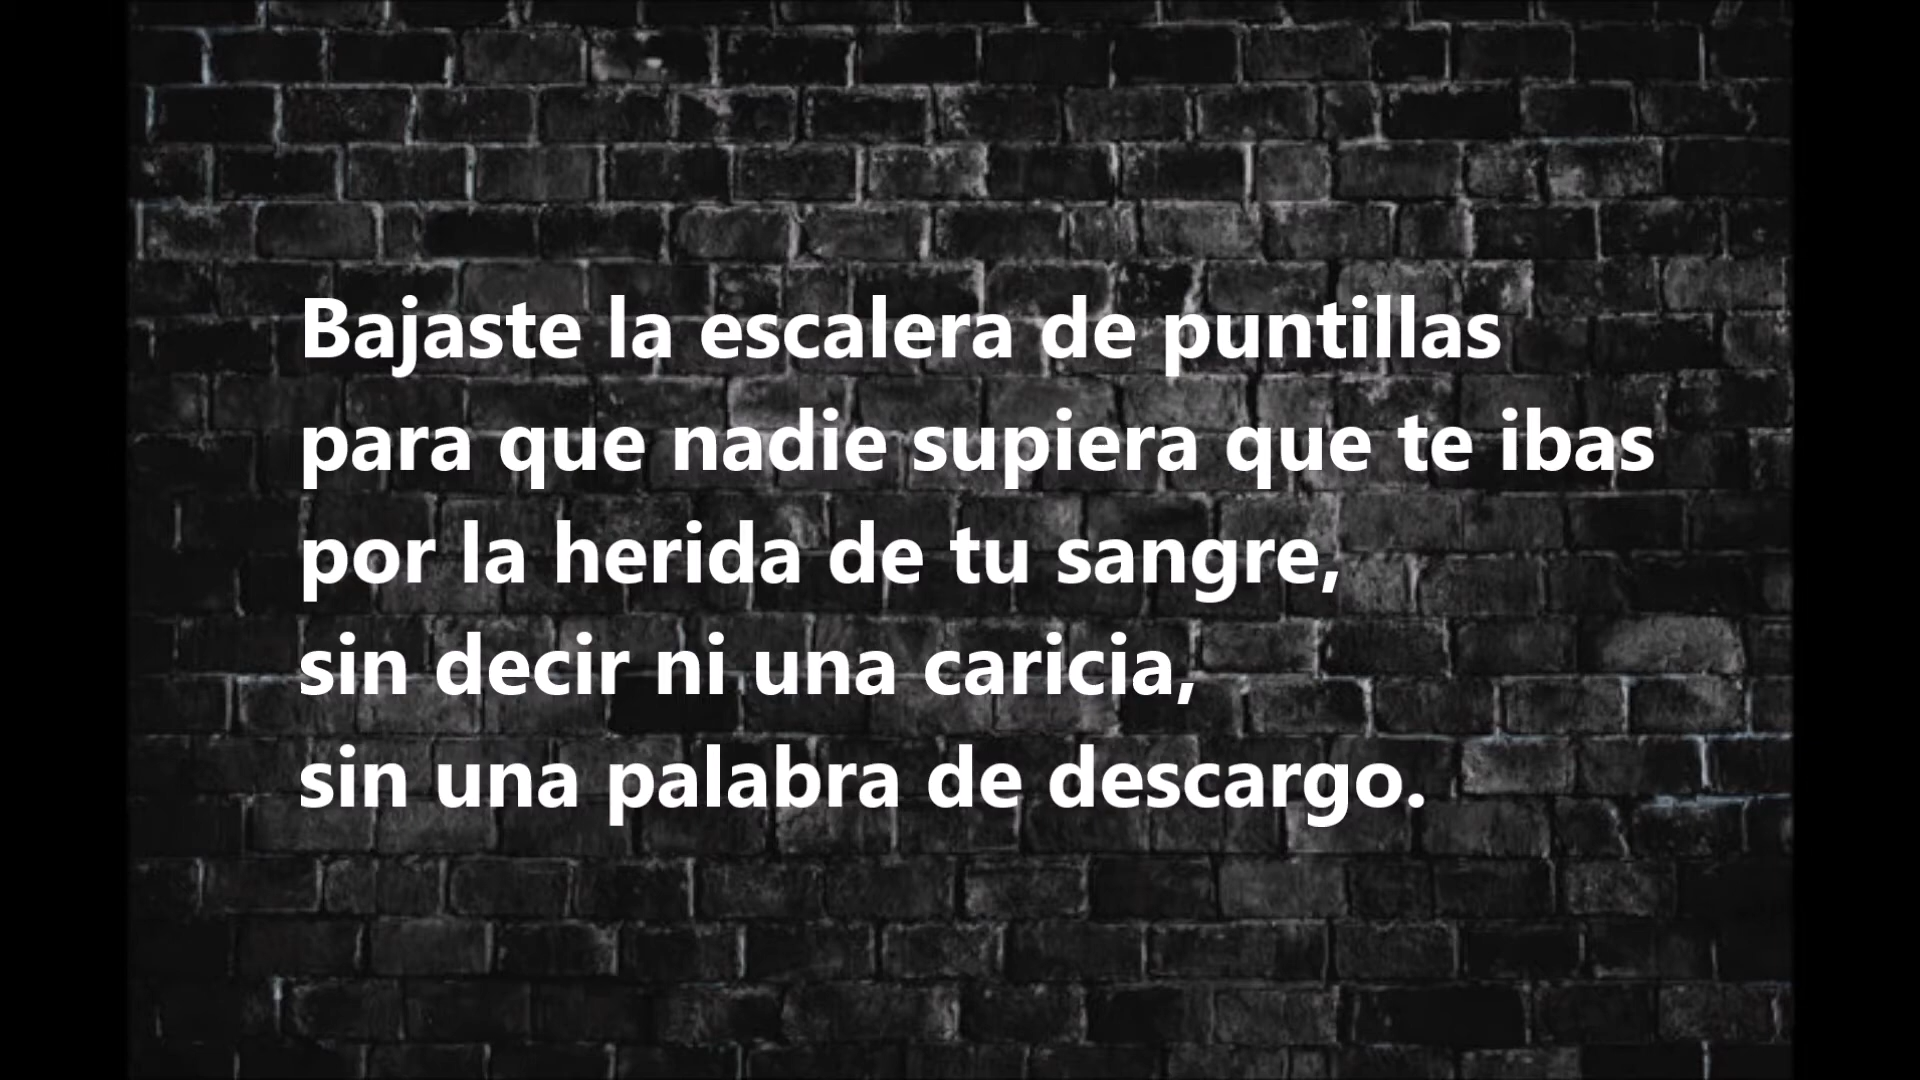 Bajaste la escalera de puntillas
para que nadie supiera que te ibas
por la herida de tu sangre,
sin decir ni una caricia,
sin una palabra de descargo.